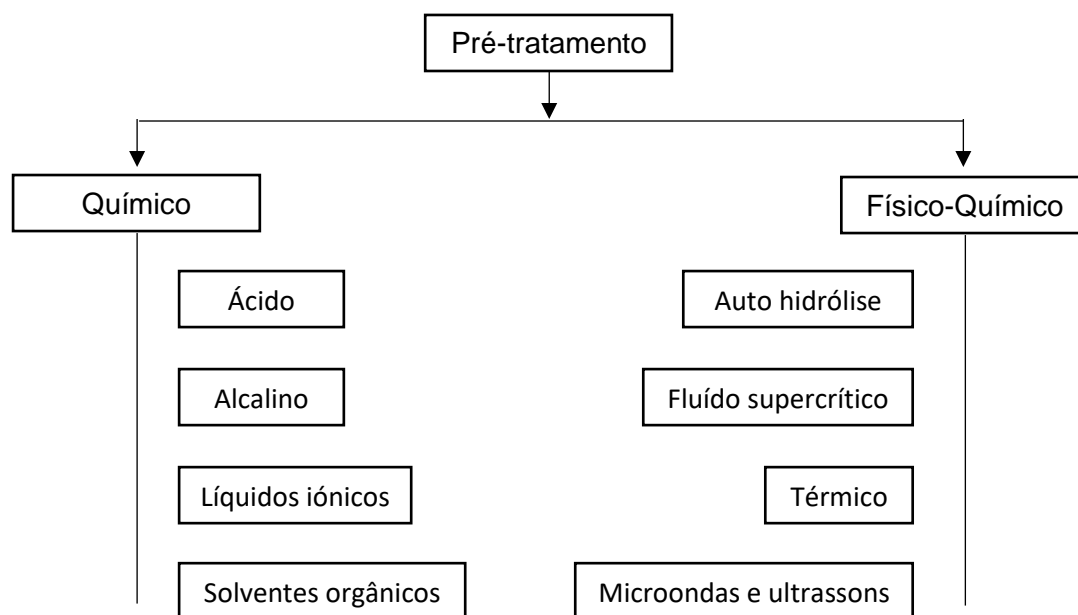 Pré-tratamento
Químico
Físico-Químico
Ácido
Auto hidrólise
Alcalino
Fluído supercrítico
Líquidos iónicos
Térmico
Solventes orgânicos
Microondas e ultrassons